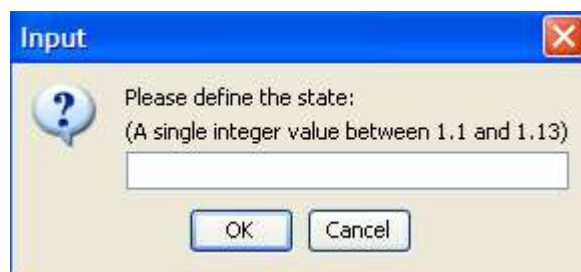 Input
Please define the state:
(A single integer value between 1.1 and 1.13)
OK
Cancel